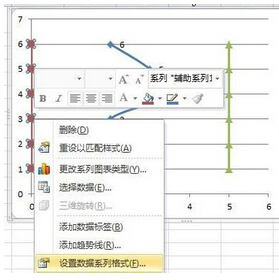 7
6
6
5
系列 "辅助系列1
A A
B I A
删除(D)
重设以匹配样式(A)
更改系列图表类型(Y)...
选择数据(E)...
三维旋转(R)...
添加数据标签(B)
添加趋势线(R)...
设置数据系列格式(F)...
0
4
5
6